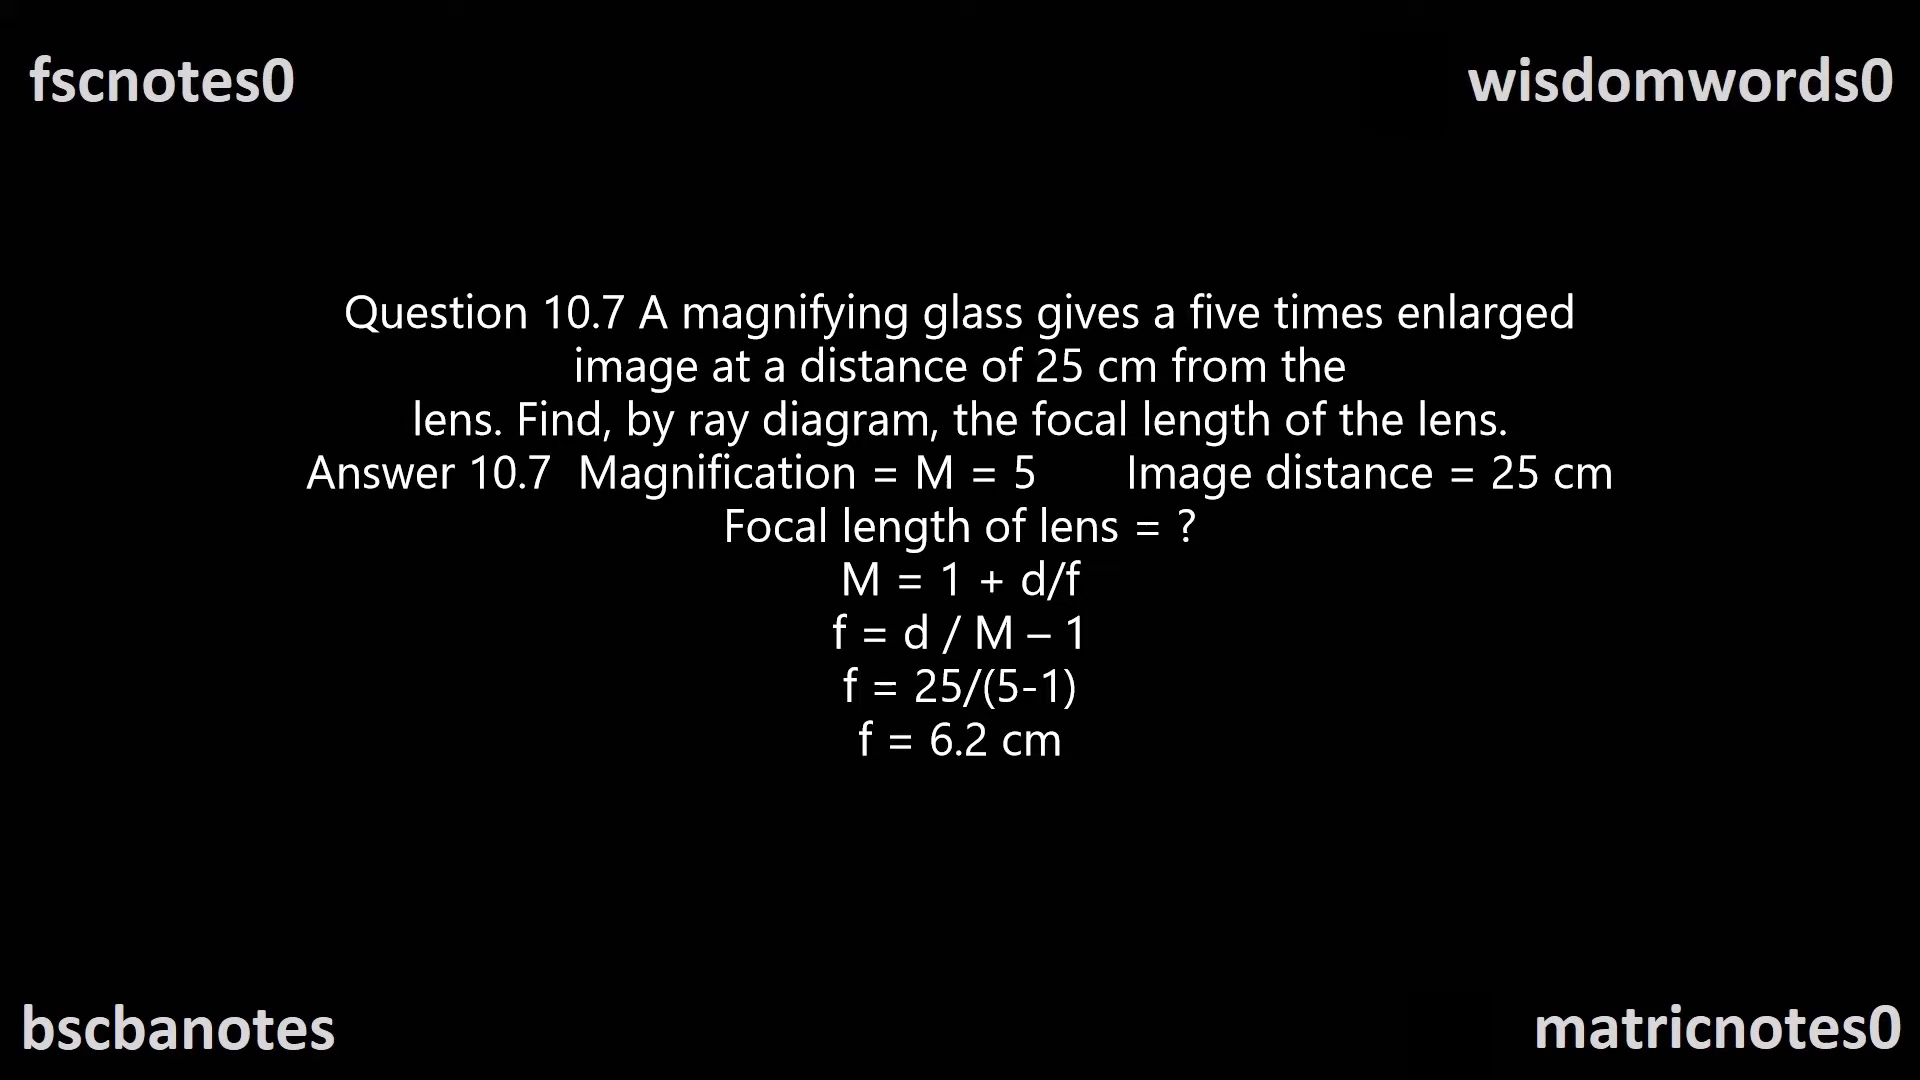 fscnotes0
wisdomwords0
Question 10.7 A magnifying glass gives a five times enlarged
image at a distance of 25 cm from the
lens. Find, by ray diagram, the focal length of the lens.
Answer 10.7  Magnification = M = 5      Image distance = 25 cm
Focal length of lens = ?
M = 1 + d/f
f = d / M – 1
f = 25/(5-1)
f = 6.2 cm
bscbanotes
matricnotes0